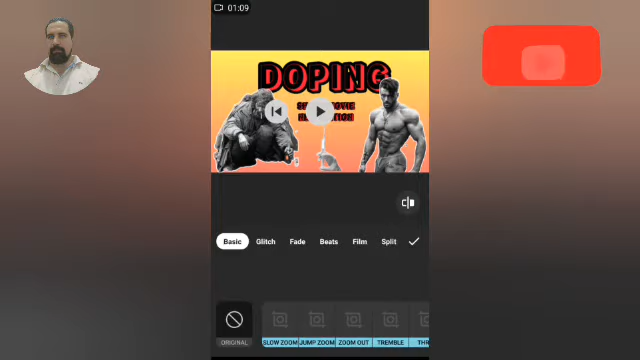 01:09
DOPING
Basic Glitch Fade Beats Film Split
ORIGINAL SLOW ZOOM JUMP ZOOM ZOOM OUT TREMBLE